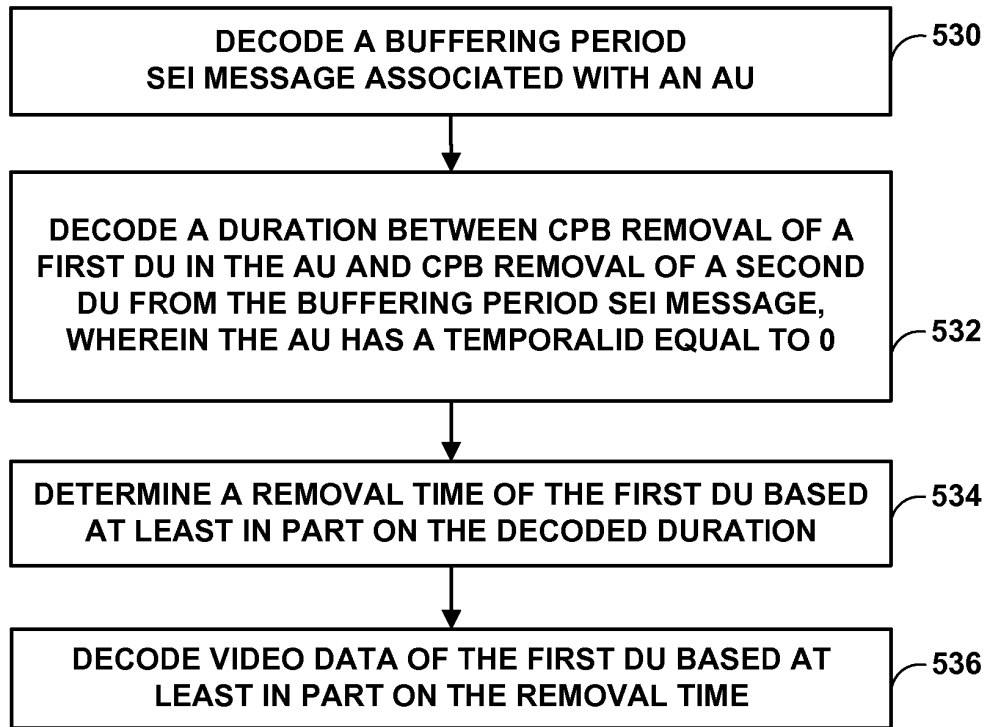 DECODE A BUFFERING PERIOD
SEI MESSAGE ASSOCIATED WITH AN AU
530
DECODE A DURATION BETWEEN CPB REMOVAL OF A
FIRST DU IN THE AU AND CPB REMOVAL OF A SECOND
DU FROM THE BUFFERING PERIOD SEI MESSAGE,
WHEREIN THE AU HAS A TEMPORALID EQUAL TO 0
532
DETERMINE A REMOVAL TIME OF THE FIRST DU BASED
AT LEAST IN PART ON THE DECODED DURATION
534
DECODE VIDEO DATA OF THE FIRST DU BASED AT
LEAST IN PART ON THE REMOVAL TIME
536